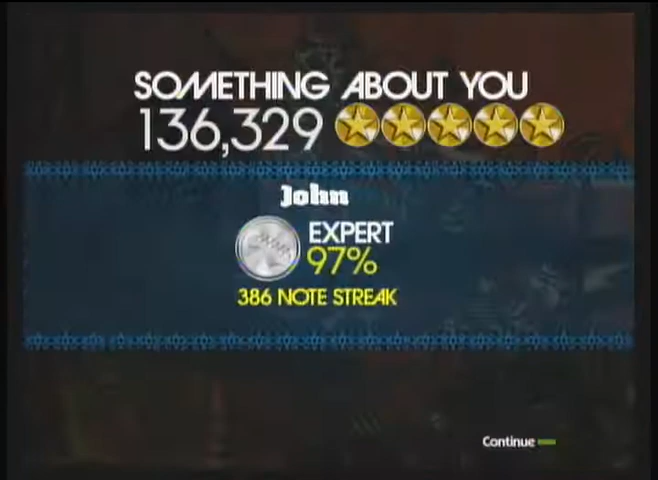 SOMETHING ABOUT YOU
136,329
John
EXPERT
97%
386 NOTE STREAK
Continue